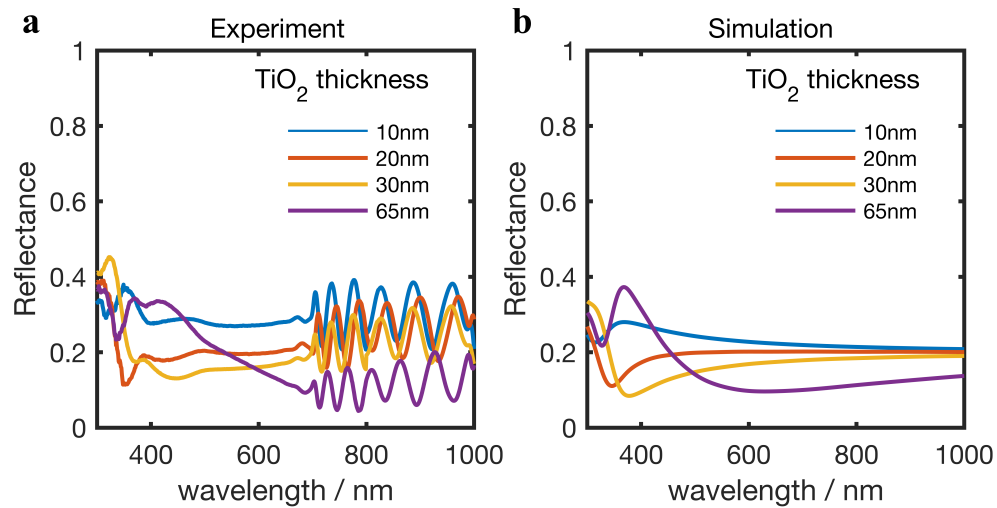 a
Experiment
Reflectance
1
0.8
0.6
0.4
0.2
0
TiO2 thickness
10nm
20nm
30nm
65nm
400 600 800 1000
wavelength / nm
b
Simulation
Reflectance
1
0.8
0.6
0.4
0.2
0
TiO2 thickness
10nm
20nm
30nm
65nm
400 600 800 1000
wavelength / nm